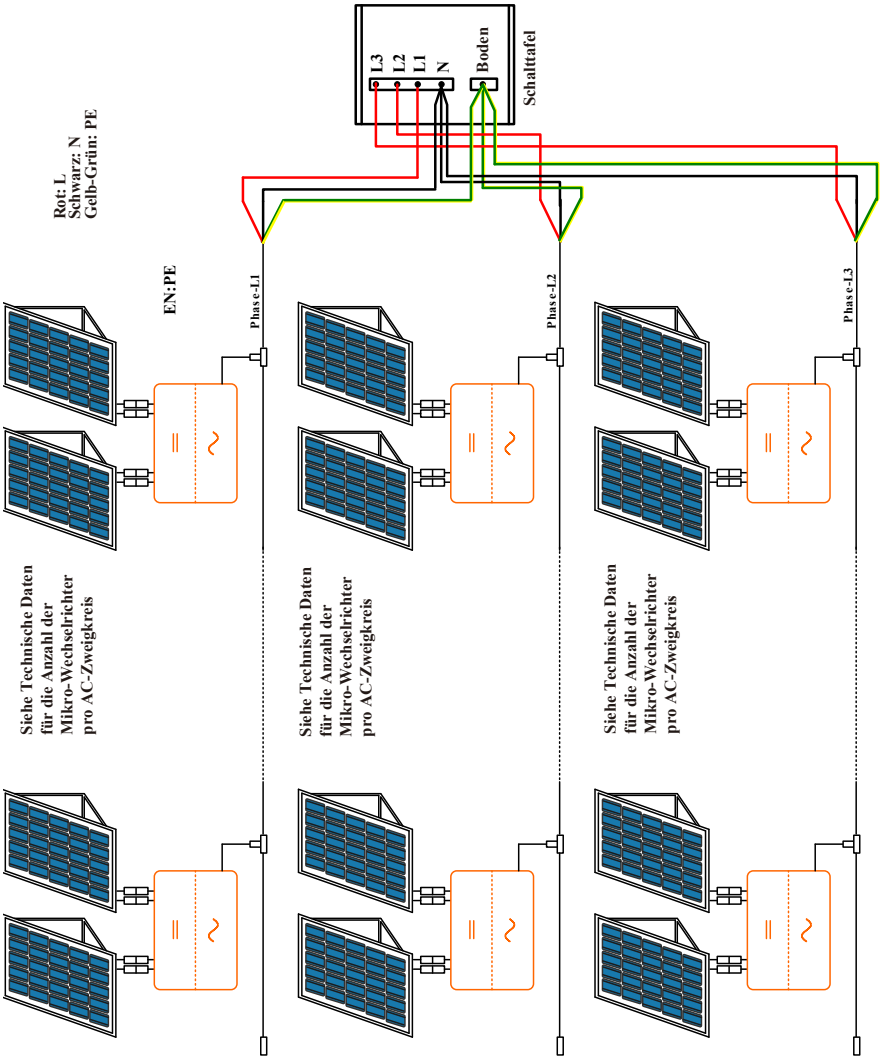 L3
L2
L1
N
Boden
Schalttafel
Rot: L
Schwarz: N
Gelb-Grün: PE
EN:PE
Phase-L1
Phase-L2
Phase-L3
Siehe Technische Daten
für die Anzahl der
Mikro-Wechselrichter
pro AC-Zweigkreis
Siehe Technische Daten
für die Anzahl der
Mikro-Wechselrichter
pro AC-Zweigkreis
Siehe Technische Daten
für die Anzahl der
Mikro-Wechselrichter
pro AC-Zweigkreis